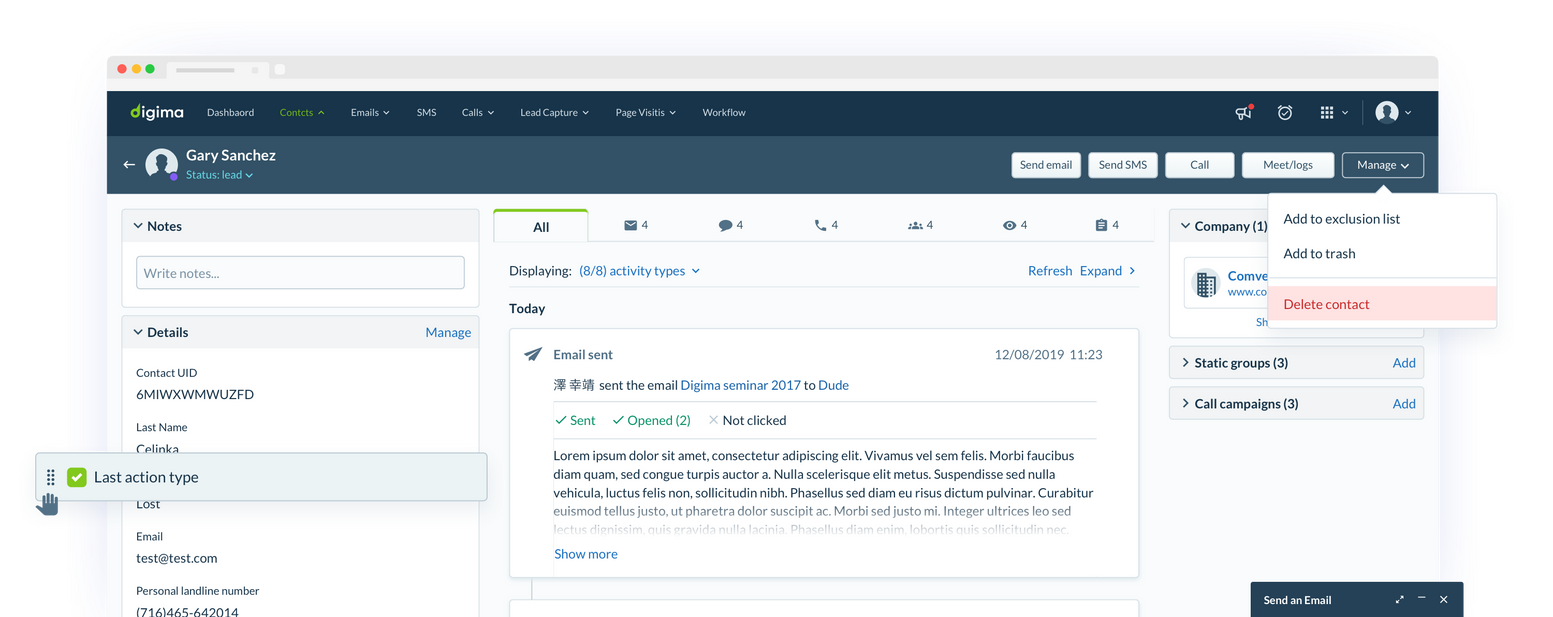 digima
Dashbaord
Contcts
Emails
SMS
Calls
Lead Capture
Page Visitis
Workflow
Gary Sanchez
Status: lead
Send email
Send SMS
Call
Meet/logs
Manage
Add to exclusion list
Add to trash
Delete contact
Notes
Write notes...
Details
Manage
Contact UID
6MIWXWMWUZFD
Last Name
Celinka
Last action type
Lost
Email
test@test.com
Personal landline number
(716)465-642014
All
4
4
4
4
4
4
Displaying: (8/8) activity types
Refresh Expand
Today
Email sent
12/08/2019 11:23
澤 幸靖 sent the email Digima seminar 2017 to Dude
Sent Opened (2) Not clicked
Lorem ipsum dolor sit amet, consectetur adipiscing elit. Vivamus vel sem felis. Morbi faucibus
diam quam, sed congue turpis auctor a. Nulla scelerisque elit metus. Suspendisse sed nulla
vehicula, luctus felis non, sollicitudin nibh. Phasellus sed diam eu risus dictum pulvinar. Curabitur
euismod tellus justo, ut pharetra dolor suscipit ac. Morbi sed justo mi. Integer ultrices leo sed
lectus dignissim, quis gravida nulla lacinia. Phasellus diam enim, lobortis quis sollicitudin nec,
Show more
Company (1)
Comve
www.co
Sh
Static groups (3)
Add
Call campaigns (3)
Add
Send an Email